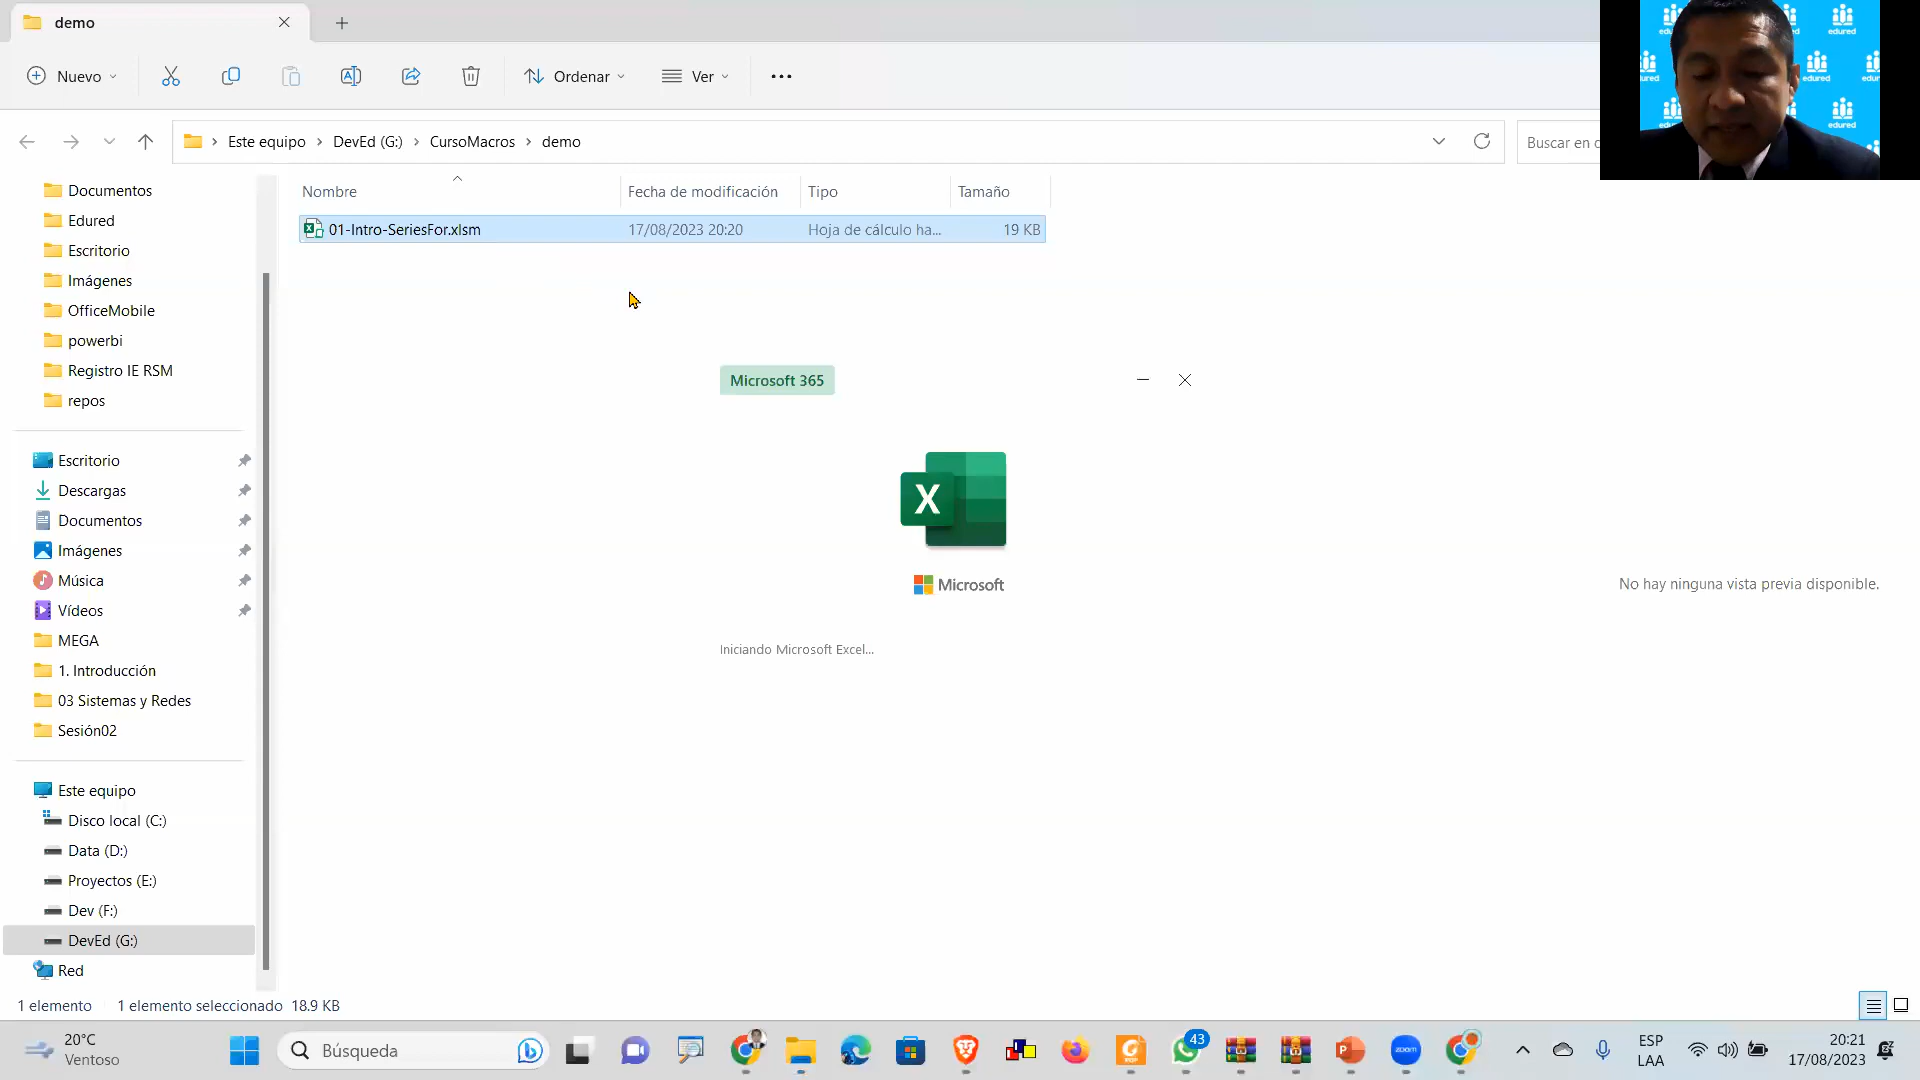 demo
Nuevo
Ordenar
Ver
Este equipo
DevEd (G:)
CursoMacros
demo
Buscar en
Nombre
Fecha de modificación
Tipo
Tamaño
01-Intro-SeriesFor.xlsm
17/08/2023 20:20
Hoja de cálculo ha...
19 KB
Documentos
Edured
Escritorio
Imágenes
OfficeMobile
powerbi
Registro IE RSM
repos
Escritorio
Descargas
Documentos
Imágenes
Música
Vídeos
MEGA
1. Introducción
03 Sistemas y Redes
Sesión02
Este equipo
Disco local (C:)
Data (D:)
Proyectos (E:)
Dev (F:)
DevEd (G:)
Red
Microsoft 365
X
Microsoft
Iniciando Microsoft Excel...
No hay ninguna vista previa disponible.
edured
edured
edured
1 elemento
1 elemento seleccionado
18.9 KB
20°C
Ventoso
Búsqueda
43
zoom
ESP
LAA
20:21
17/08/2023